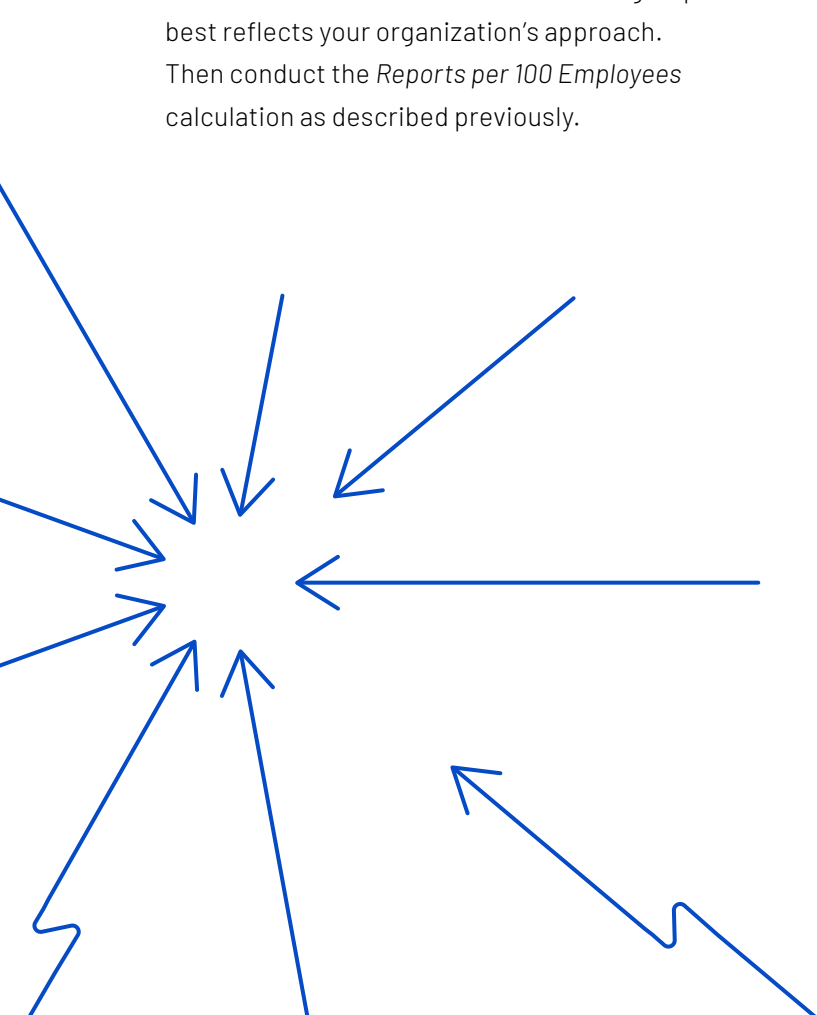 best reflects your organization’s approach.
Then conduct the Reports per 100 Employees
calculation as described previously.